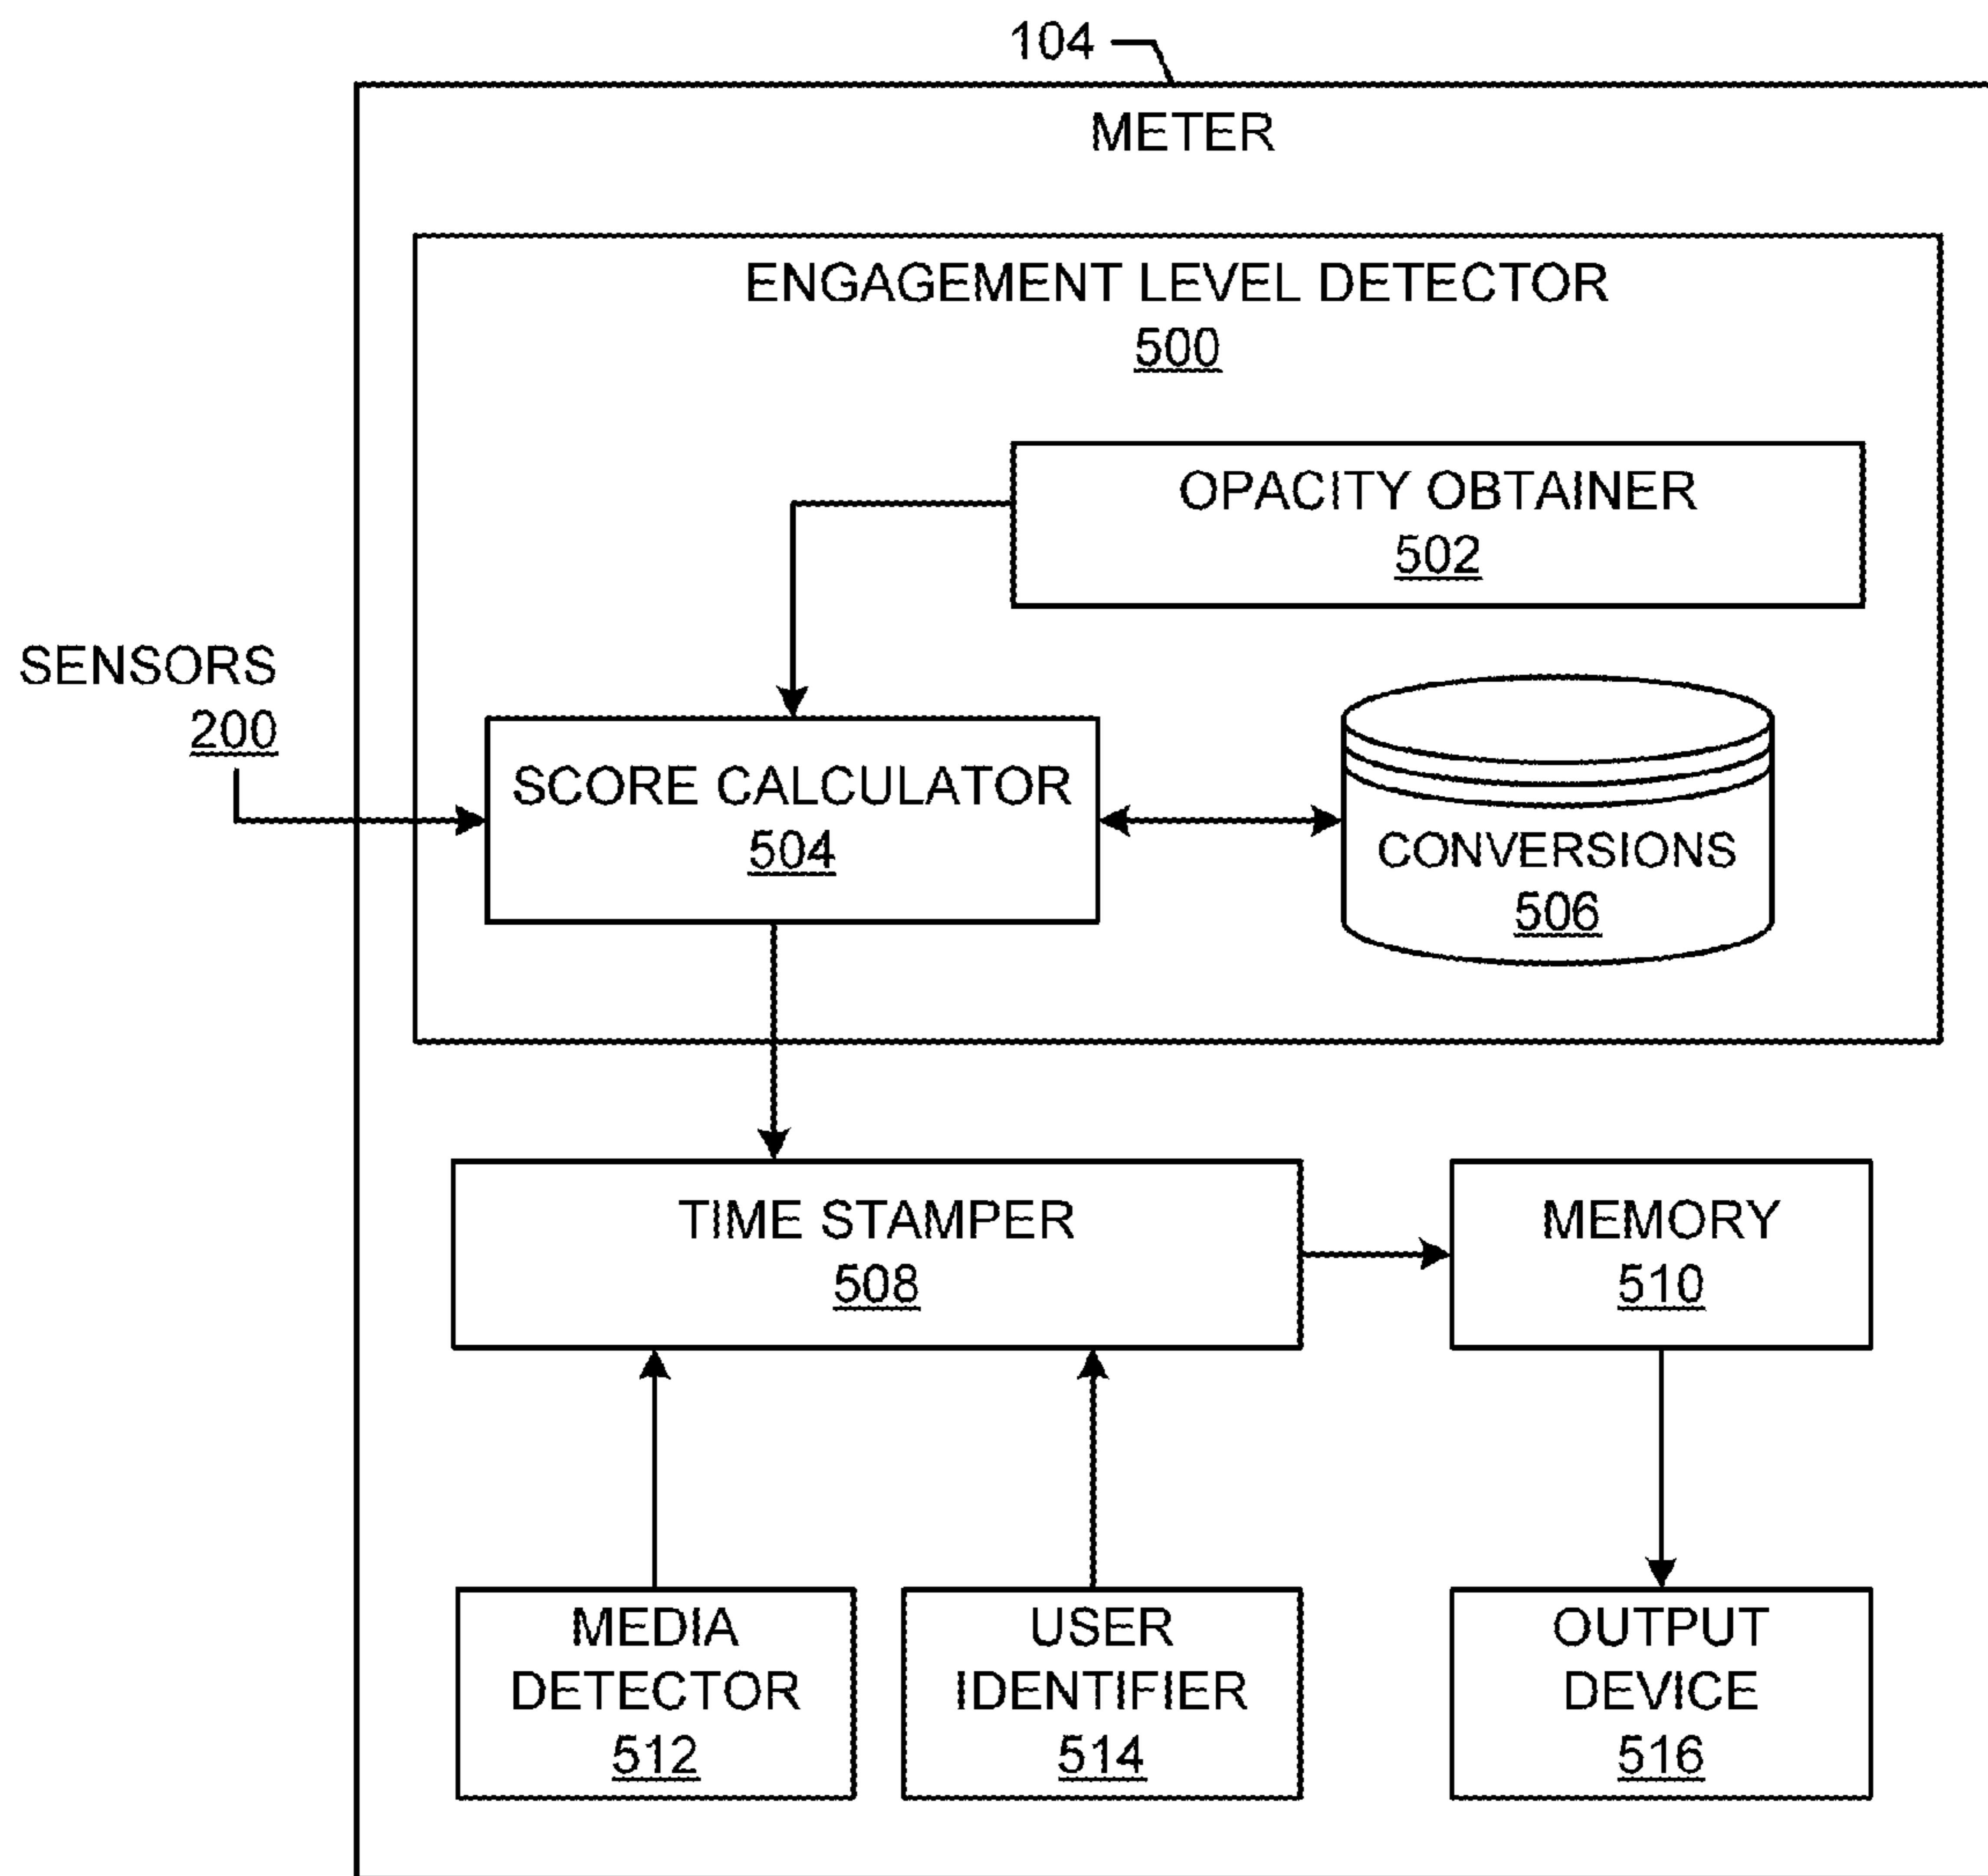 104
METER
ENGAGEMENT LEVEL DETECTOR
500
OPACITY OBTAINER
502
SENSORS
200
SCORE CALCULATOR
504
CONVERSIONS
506
TIME STAMPER
508
MEMORY
510
MEDIA
DETECTOR
512
USER
IDENTIFIER
514
OUTPUT
DEVICE
516